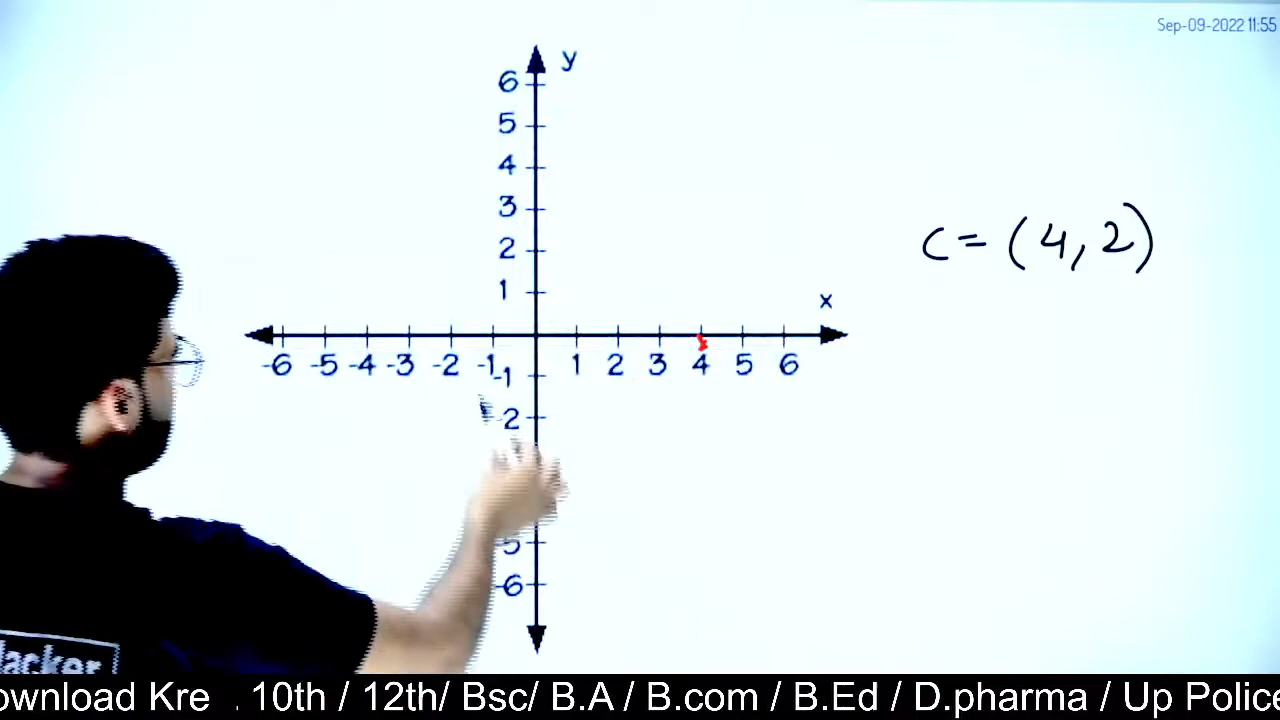 Sep-09-2022 11:55
y
6
5
4
3
2
1
x
-6 -5 -4 -3 -2 -1 1 2 3 4 5 6
-1
-2
5
-6
C = (4, 2)
lacker
ownload Kre . 10th / 12th/ Bsc/ B.A / B.com / B.Ed / D.pharma / Up Police